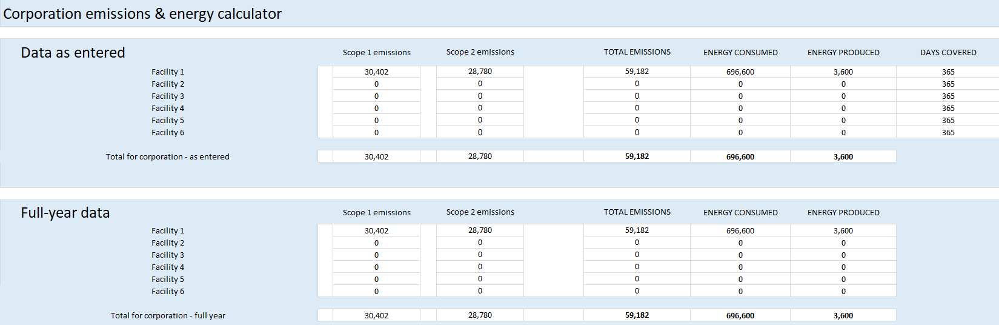 Corporation emissions & energy calculator
Data as entered Scope 1 emissions Scope 2 emissions TOTAL EMISSIONS ENERGY CONSUMED ENERGY PRODUCED DAYS COVERED
Facility 1 30,402 28,780 59,182 696,600 3,600 365
Facility 2 0 0 0 0 0 365
Facility 3 0 0 0 0 0 365
Facility 4 0 0 0 0 0 365
Facility 5 0 0 0 0 0 365
Facility 6 0 0 0 0 0 365
Total for corporation - as entered 30,402 28,780 59,182 696,600 3,600
Full-year data Scope 1 emissions Scope 2 emissions TOTAL EMISSIONS ENERGY CONSUMED ENERGY PRODUCED
Facility 1 30,402 28,780 59,182 696,600 3,600
Facility 2 0 0 0 0 0
Facility 3 0 0 0 0 0
Facility 4 0 0 0 0 0
Facility 5 0 0 0 0 0
Facility 6 0 0 0 0 0
Total for corporation - full year 30,402 28,780 59,182 696,600 3,600